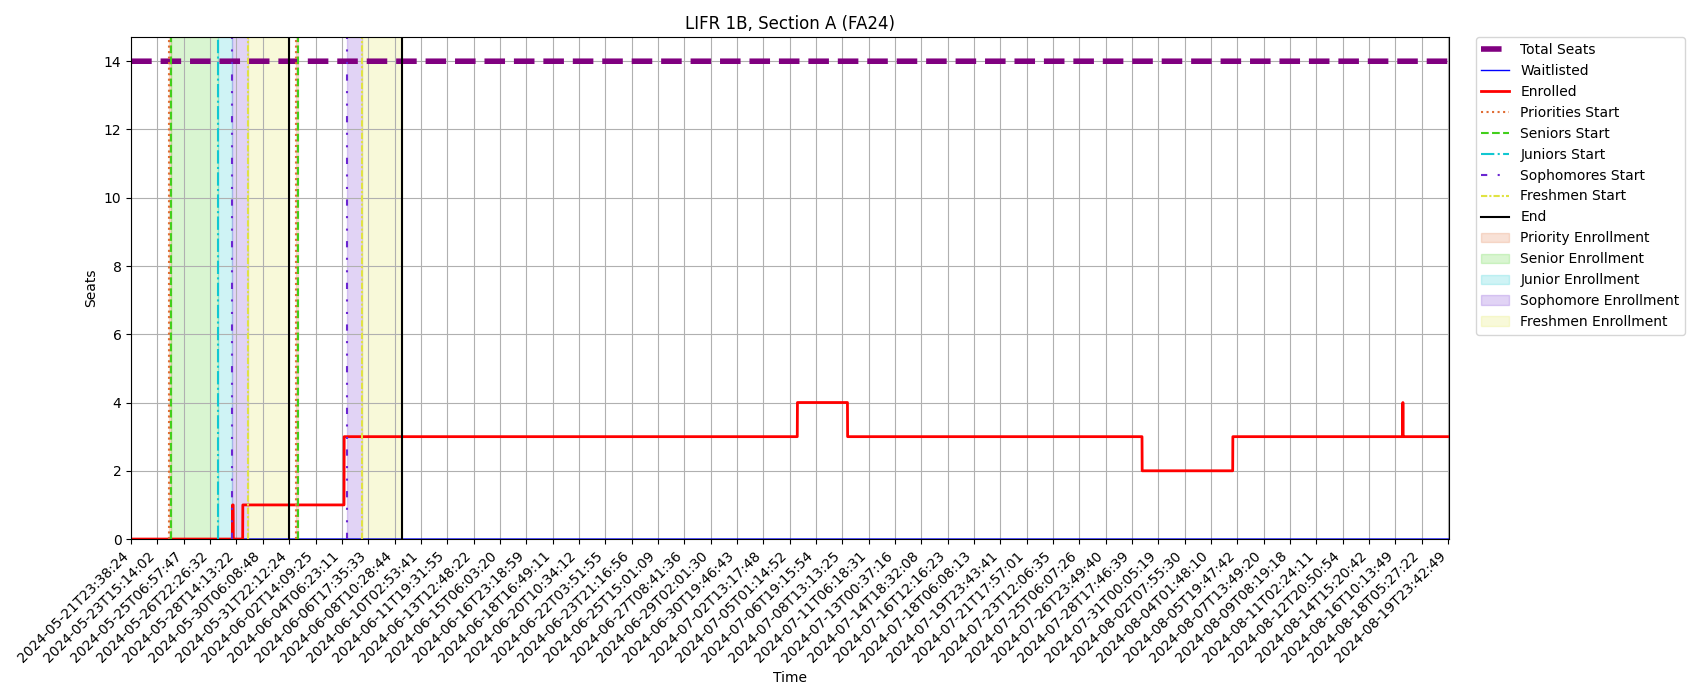 LIFR 1B, Section A (FA24)
Seats
14
12
10
8
6
4
2
0
2024-05-21T23:38:24
2024-05-23T15:14:02
2024-05-25T06:57:47
2024-05-26T22:26:32
2024-05-28T14:13:22
2024-05-30T06:08:48
2024-05-31T22:12:24
2024-06-02T14:09:25
2024-06-04T06:23:11
2024-06-06T17:35:33
2024-06-08T10:28:44
2024-06-10T02:53:41
2024-06-11T19:31:55
2024-06-13T12:48:22
2024-06-15T06:03:20
2024-06-16T23:18:59
2024-06-18T16:49:11
2024-06-20T10:34:12
2024-06-22T03:51:55
2024-06-23T21:16:56
2024-06-25T15:01:09
2024-06-27T08:41:36
2024-06-29T02:01:30
2024-06-30T19:46:43
2024-07-02T13:17:48
2024-07-05T01:14:52
2024-07-06T19:15:54
2024-07-08T13:13:25
2024-07-11T06:18:31
2024-07-13T00:37:16
2024-07-14T18:32:08
2024-07-16T12:16:23
2024-07-18T06:08:13
2024-07-19T23:43:41
2024-07-21T17:57:01
2024-07-23T12:06:35
2024-07-25T06:07:26
2024-07-26T23:49:40
2024-07-28T17:46:39
2024-07-31T00:05:19
2024-08-02T07:55:30
2024-08-04T01:48:10
2024-08-05T19:47:42
2024-08-07T13:49:20
2024-08-09T08:19:18
2024-08-11T02:24:11
2024-08-12T20:50:54
2024-08-14T15:20:42
2024-08-16T10:13:49
2024-08-18T05:27:22
2024-08-19T23:42:49
Time
Total Seats
Waitlisted
Enrolled
Priorities Start
Seniors Start
Juniors Start
Sophomores Start
Freshmen Start
End
Priority Enrollment
Senior Enrollment
Junior Enrollment
Sophomore Enrollment
Freshmen Enrollment